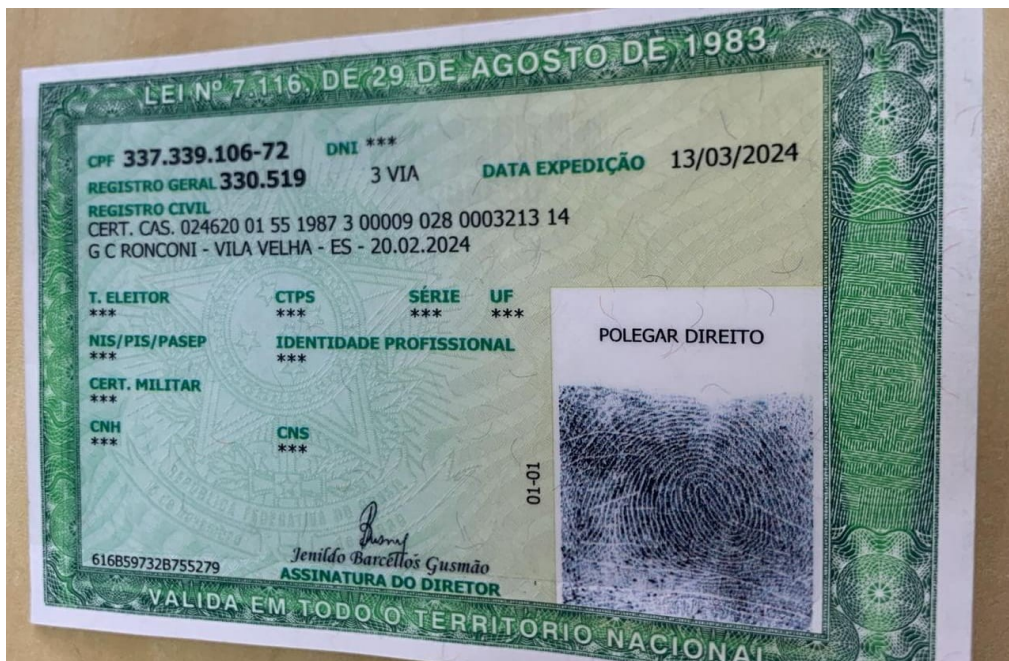 LEI Nº 7.116, DE 29 DE AGOSTO DE 1983
CPF 337.339.106-72 DNI ***
REGISTRO GERAL 330.519 3 VIA DATA EXPEDIÇÃO 13/03/2024
REGISTRO CIVIL
CERT. CAS. 024620 01 55 1987 3 00009 028 0003213 14
G C RONCONI - VILA VELHA - ES - 20.02.2024
T. ELEITOR CTPS SÉRIE UF
*** *** *** ***
NIS/PIS/PASEP IDENTIDADE PROFISSIONAL
*** ***
CERT. MILITAR
***
CNH CNS
*** ***
POLEGAR DIREITO
01-01
616B59732B755279
Jenildo Barcellos Gusmão
ASSINATURA DO DIRETOR
VALIDA EM TODO O TERRITÓRIO NACIONAL